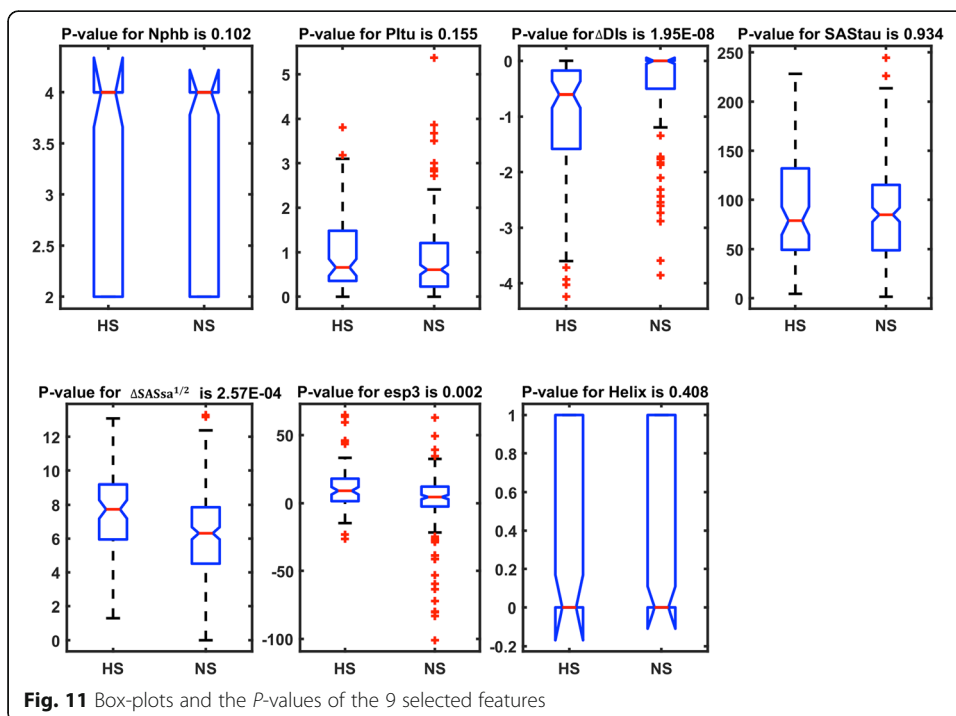 P-value for Nphb is 0.102
4
3.5
3
2.5
2
HS NS
P-value for Pltu is 0.155
5
4
3
2
1
0
HS NS
P-value for ΔDIs is 1.95E-08
0
-1
-2
-3
-4
HS NS
P-value for SAStau is 0.934
250
200
150
100
50
0
HS NS
P-value for ΔSASsa^1/2 is 2.57E-04
12
10
8
6
4
2
0
HS NS
P-value for esp3 is 0.002
50
0
-50
-100
HS NS
P-value for Helix is 0.408
1
0.8
0.6
0.4
0.2
0
-0.2
HS NS
Fig. 11 Box-plots and the P-values of the 9 selected features